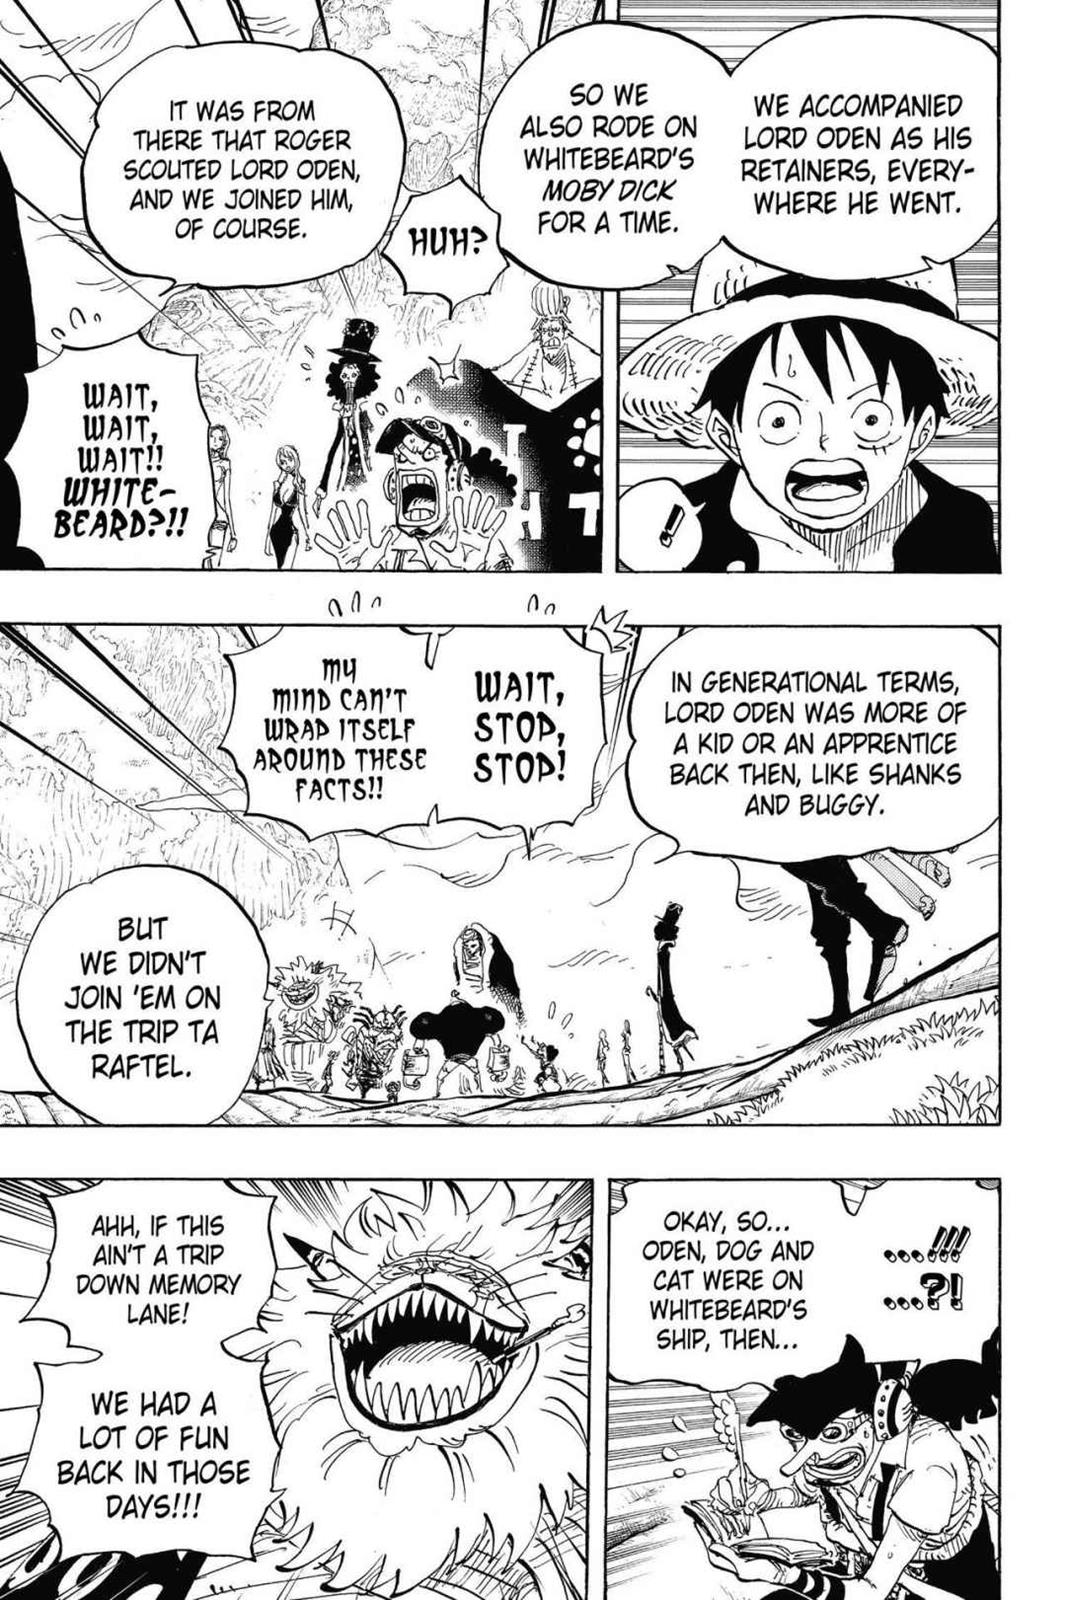 WE ACCOMPANIED
LORD ODEN AS HIS
RETAINERS, EVERY-
WHERE HE WENT.
SO WE
ALSO RODE ON
WHITEBEARD'S
MOBY DICK
FOR A TIME.
!!
HUH?
IT WAS FROM
THERE THAT ROGER
SCOUTED LORD ODEN,
AND WE JOINED HIM,
OF COURSE.
WAIT,
WAIT,
WAIT!!
WHITE-
BEARD?!!
IN GENERATIONAL TERMS,
LORD ODEN WAS MORE OF
A KID OR AN APPRENTICE
BACK THEN, LIKE SHANKS
AND BUGGY.
WAIT,
STOP,
STOP!
MY
MIND CAN'T
WRAP ITSELF
AROUND THESE
FACTS!!
BUT
WE DIDN'T
JOIN 'EM ON
THE TRIP TA
RAFTEL.
...!!!
...?!
OKAY, SO...
ODEN, DOG AND
CAT WERE ON
WHITEBEARD'S
SHIP, THEN...
AHH, IF THIS
AIN'T A TRIP
DOWN MEMORY
LANE!
WE HAD A
LOT OF FUN
BACK IN THOSE
DAYS!!!